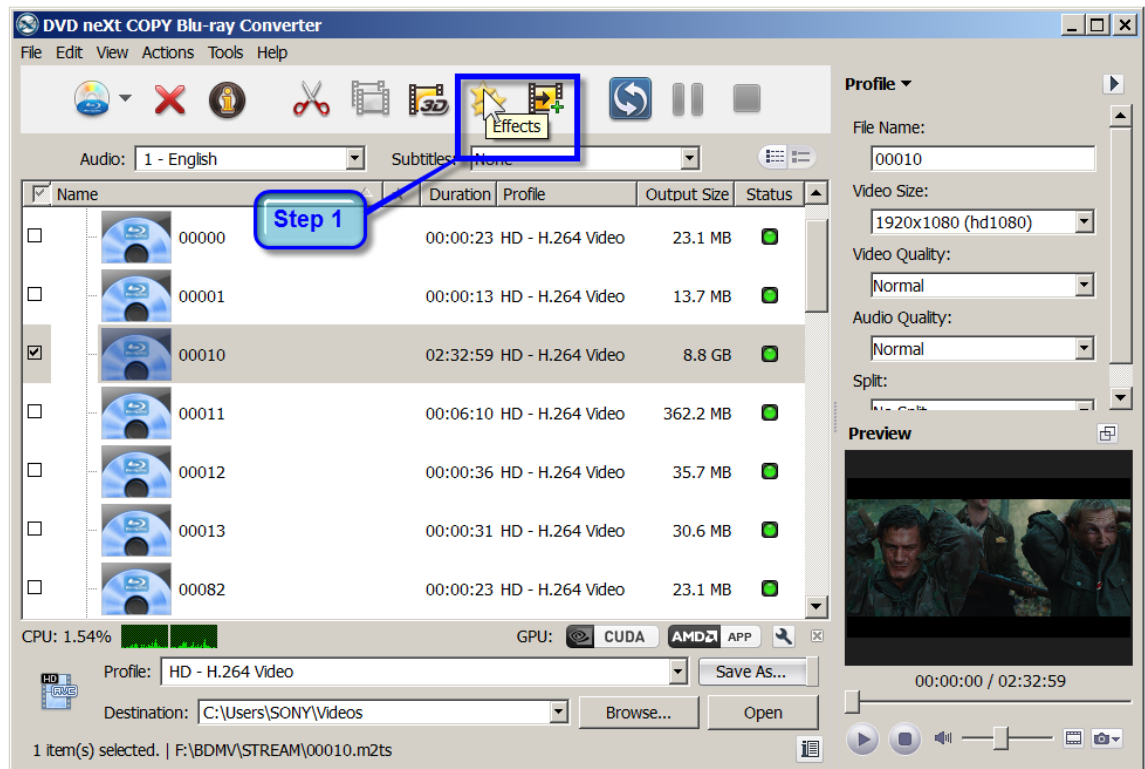 DVD neXt COPY Blu-ray Converter
File Edit View Actions Tools Help
3D
Effects
Audio: 1 - English
Subtitles: None
Step 1
Name Duration Profile Output Size Status
00000 00:00:23 HD - H.264 Video 23.1 MB
00001 00:00:13 HD - H.264 Video 13.7 MB
00010 02:32:59 HD - H.264 Video 8.8 GB
00011 00:06:10 HD - H.264 Video 362.2 MB
00012 00:00:36 HD - H.264 Video 35.7 MB
00013 00:00:31 HD - H.264 Video 30.6 MB
00082 00:00:23 HD - H.264 Video 23.1 MB
CPU: 1.54%
GPU: CUDA AMD APP
HD AVC
Profile: HD - H.264 Video
Save As...
Destination: C:\Users\SONY\Videos
Browse...
Open
1 item(s) selected. | F:\BDMV\STREAM\00010.m2ts
Profile
File Name:
00010
Video Size:
1920x1080 (hd1080)
Video Quality:
Normal
Audio Quality:
Normal
Split:
No Split
Preview
00:00:00 / 02:32:59